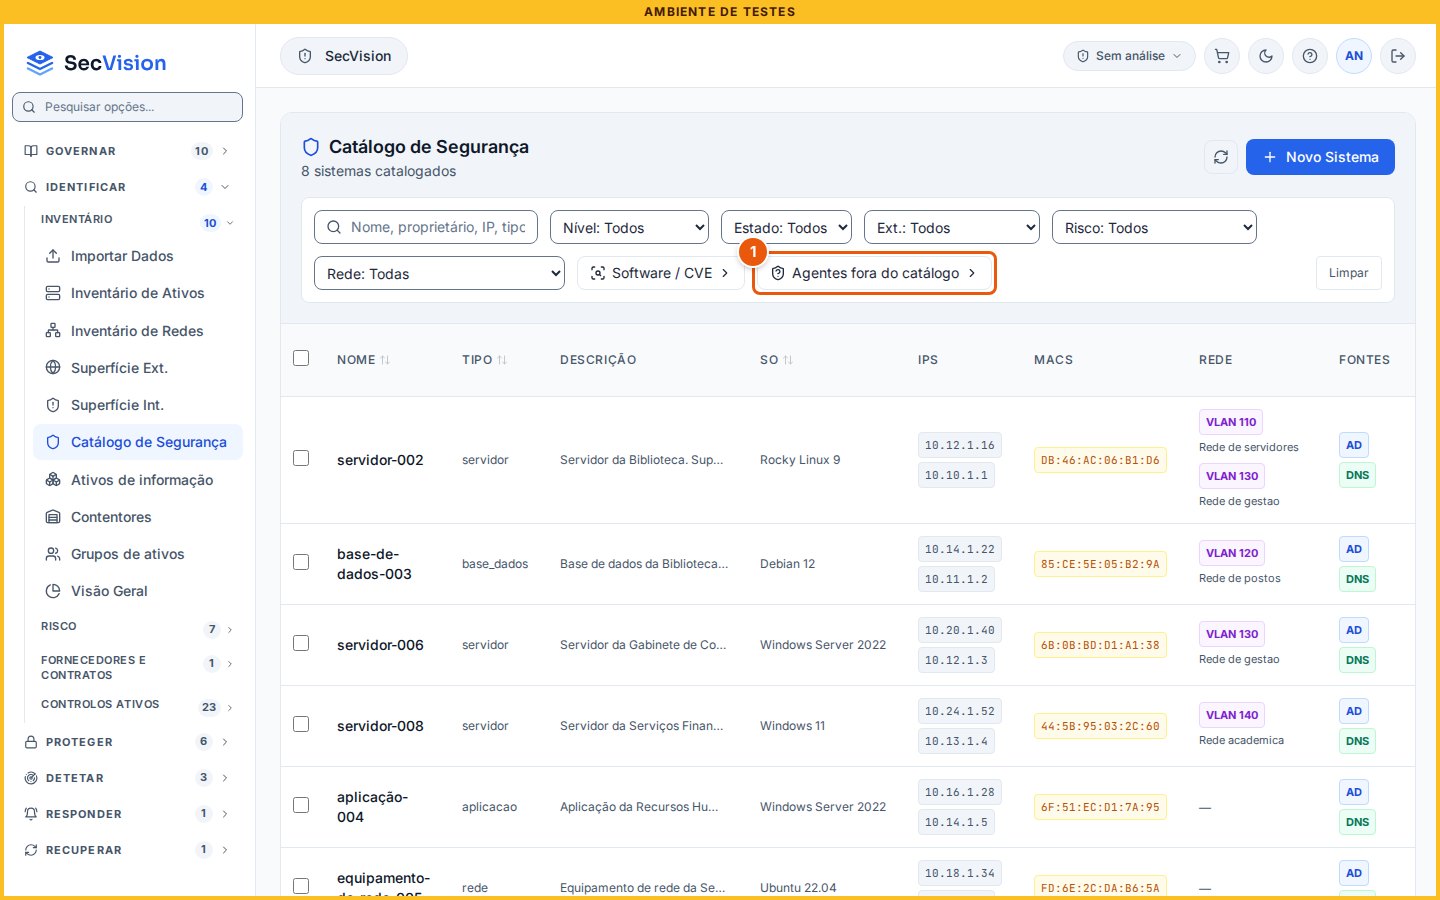 AMBIENTE DE TESTES
SecVision
SecVision
Sem análise
AN
Pesquisar opções...
GOVERNAR 10
IDENTIFICAR 4
INVENTÁRIO 10
Importar Dados
Inventário de Ativos
Inventário de Redes
Superfície Ext.
Superfície Int.
Catálogo de Segurança
Ativos de informação
Contentores
Grupos de ativos
Visão Geral
RISCO 7
FORNECEDORES E CONTRATOS 1
CONTROLOS ATIVOS 23
PROTEGER 6
DETETAR 3
RESPONDER 1
RECUPERAR 1
Catálogo de Segurança
8 sistemas catalogados
Novo Sistema
Nome, proprietário, IP, tipo
Nível: Todos
Estado: Todos
Ext.: Todos
Risco: Todos
Rede: Todas
Software / CVE
1
Agentes fora do catálogo
Limpar
NOME TIPO DESCRIÇÃO SO IPS MACS REDE FONTES
servidor-002 servidor Servidor da Biblioteca. Sup... Rocky Linux 9 10.12.1.16 10.10.1.1 DB:46:AC:06:B1:D6 VLAN 110 Rede de servidores VLAN 130 Rede de gestao AD DNS
base-de-dados-003 base_dados Base de dados da Biblioteca... Debian 12 10.14.1.22 10.11.1.2 85:CE:5E:05:B2:9A VLAN 120 Rede de postos AD DNS
servidor-006 servidor Servidor da Gabinete de Co... Windows Server 2022 10.20.1.40 10.12.1.3 6B:0B:BD:D1:A1:38 VLAN 130 Rede de gestao AD DNS
servidor-008 servidor Servidor da Serviços Finan... Windows 11 10.24.1.52 10.13.1.4 44:5B:95:03:2C:60 VLAN 140 Rede academica AD DNS
aplicação-004 aplicacao Aplicação da Recursos Hu... Windows Server 2022 10.16.1.28 10.14.1.5 6F:51:EC:D1:7A:95 — AD DNS
equipamento-de-rede-005 rede Equipamento de rede da Se... Ubuntu 22.04 10.18.1.34 FD:6E:2C:DA:B6:5A — AD